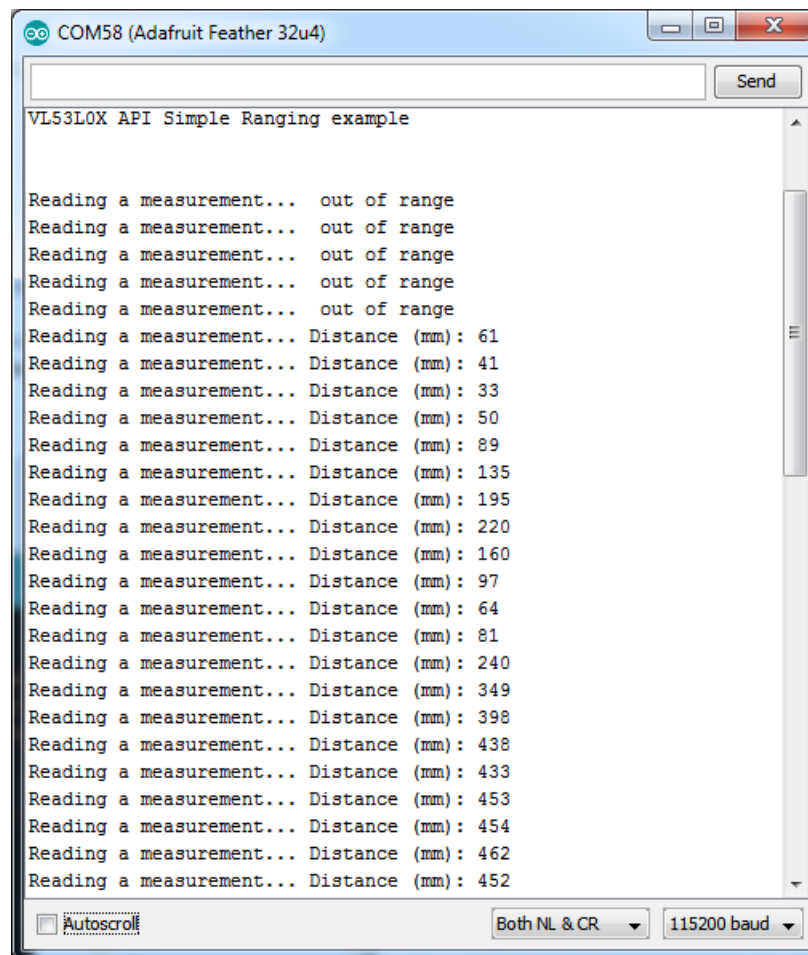 COM58 (Adafruit Feather 32u4)
Send
VL53L0X API Simple Ranging example
Reading a measurement...  out of range
Reading a measurement...  out of range
Reading a measurement...  out of range
Reading a measurement...  out of range
Reading a measurement...  out of range
Reading a measurement... Distance (mm): 61
Reading a measurement... Distance (mm): 41
Reading a measurement... Distance (mm): 33
Reading a measurement... Distance (mm): 50
Reading a measurement... Distance (mm): 89
Reading a measurement... Distance (mm): 135
Reading a measurement... Distance (mm): 195
Reading a measurement... Distance (mm): 220
Reading a measurement... Distance (mm): 160
Reading a measurement... Distance (mm): 97
Reading a measurement... Distance (mm): 64
Reading a measurement... Distance (mm): 81
Reading a measurement... Distance (mm): 240
Reading a measurement... Distance (mm): 349
Reading a measurement... Distance (mm): 398
Reading a measurement... Distance (mm): 438
Reading a measurement... Distance (mm): 433
Reading a measurement... Distance (mm): 453
Reading a measurement... Distance (mm): 454
Reading a measurement... Distance (mm): 462
Reading a measurement... Distance (mm): 452
Autoscroll
Both NL & CR
115200 baud